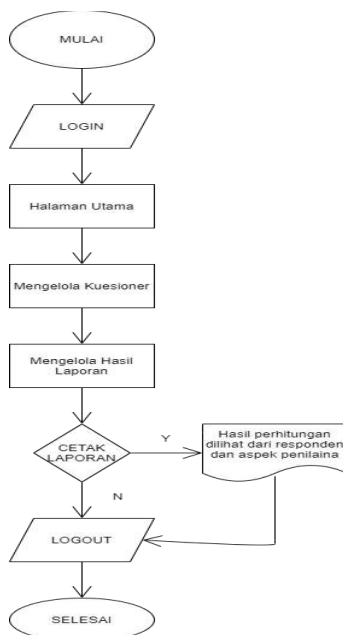 MULAI
LOGIN
Halaman Utama
Mengelola Kuesioner
Mengelola Hasil
Laporan
CETAK
LAPORAN
Y
Hasil perhitungan
dilihat dari responden
dan aspek penilaina
N
LOGOUT
SELESAI